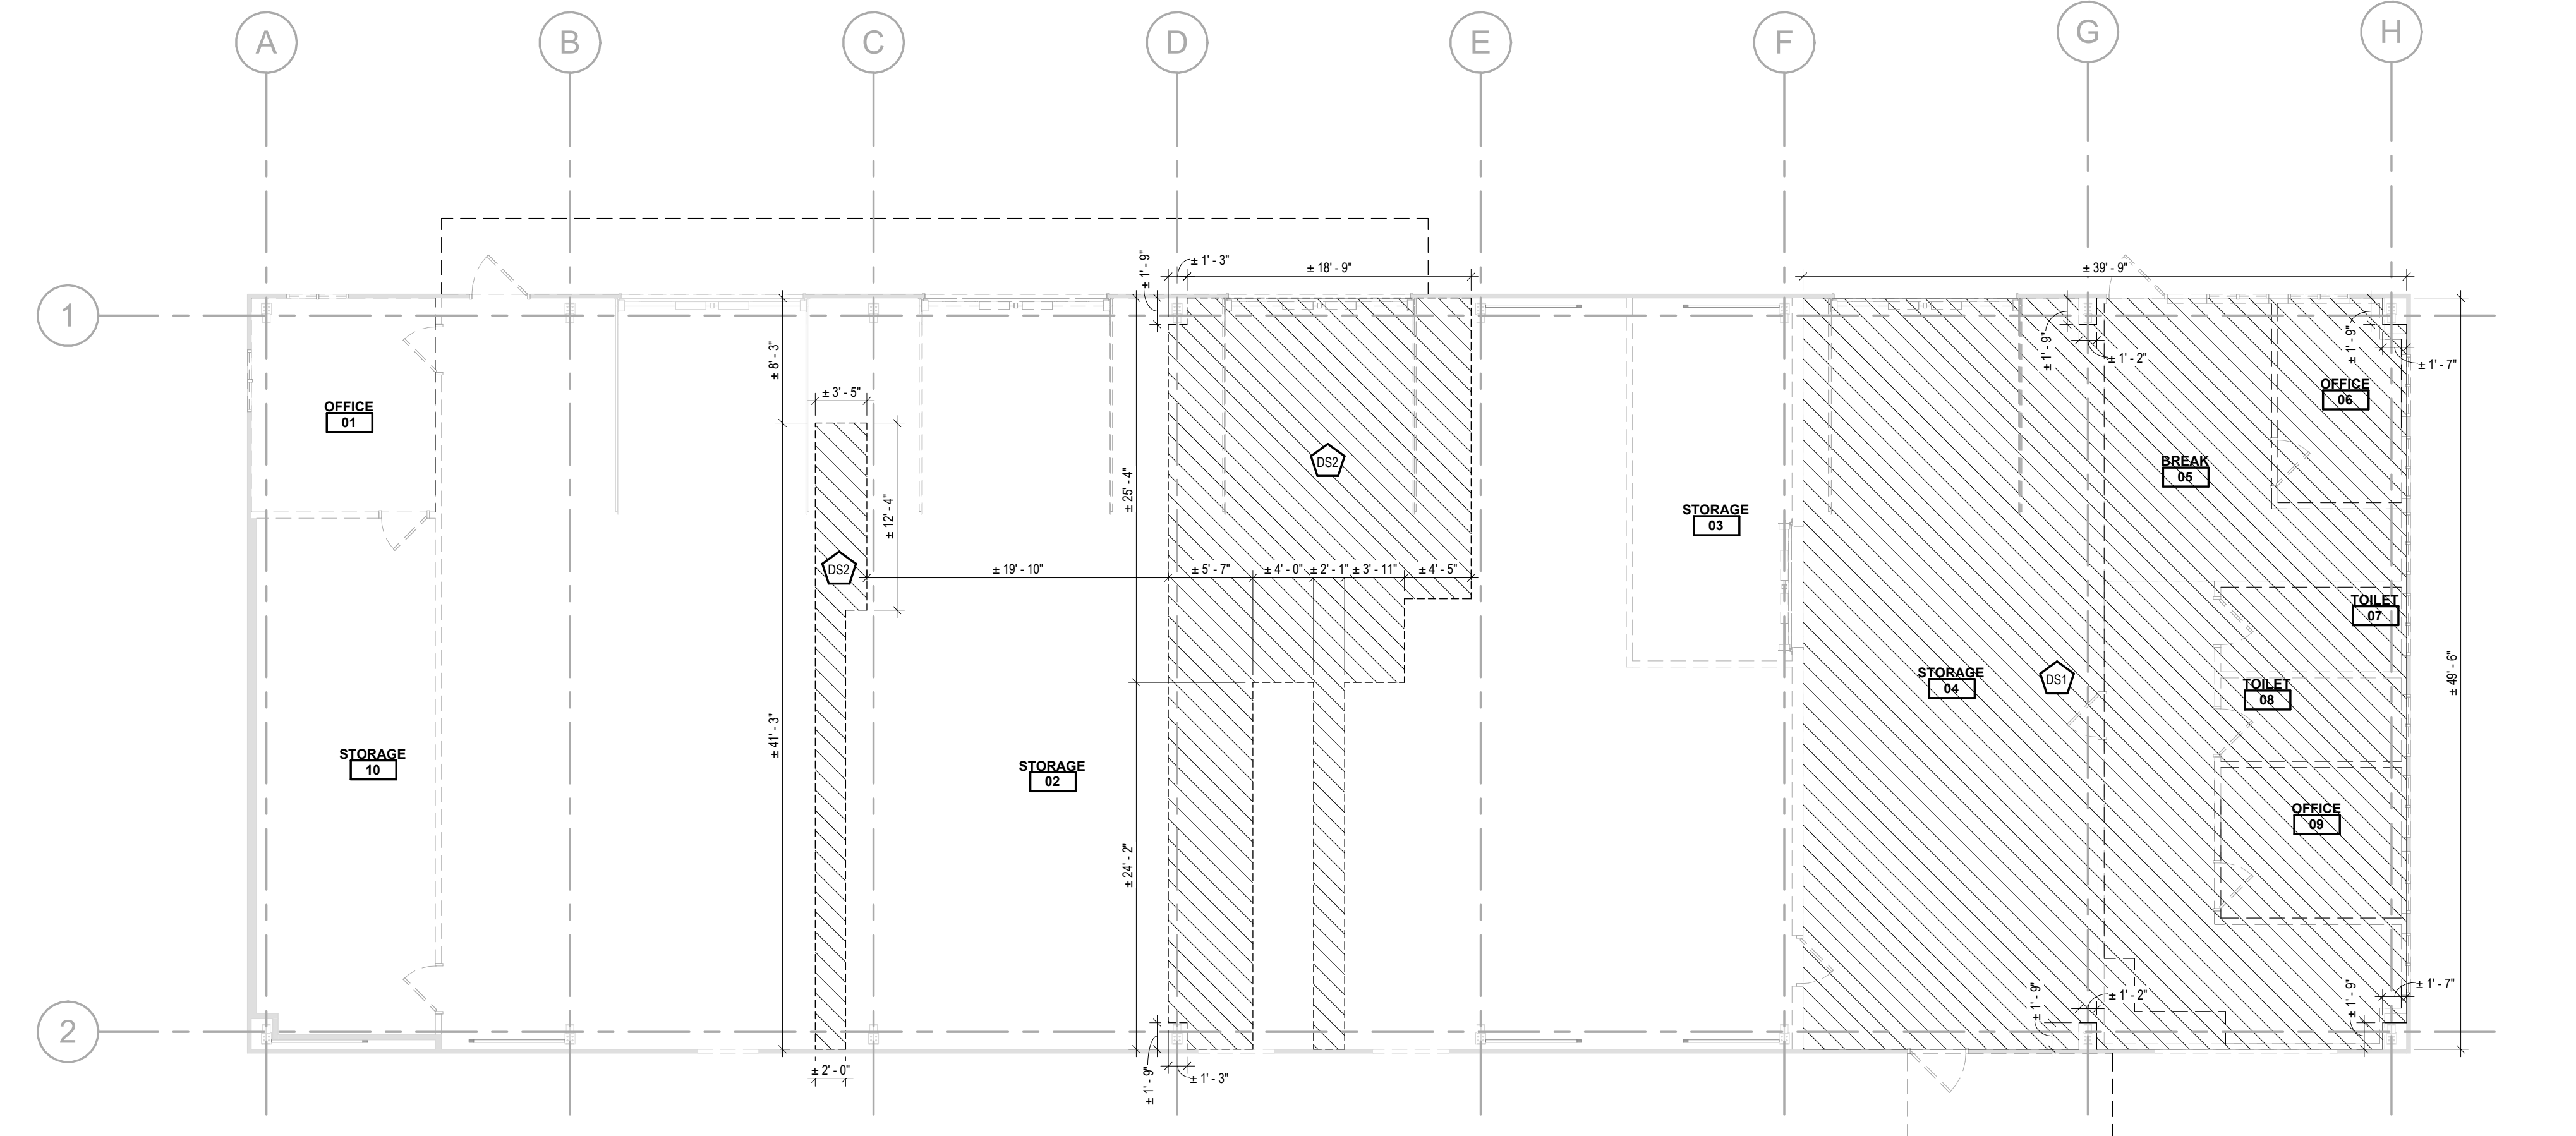 A B C D E F G H
± 1' - 9"
± 1' - 3"
± 18' - 9"
± 39' - 9"
1
± 8' - 3"
± 1' - 9"
± 1' - 2"
± 1' - 9"
± 1' - 7"
± 3' - 5"
OFFICE
01
OFFICE
06
DS2
BREAK
05
± 25' - 4"
± 12' - 4"
STORAGE
03
DS2
± 19' - 10"
± 5' - 7"
± 4' - 0"
± 2' - 1"
± 3' - 11"
± 4' - 5"
TOILET
07
STORAGE
04
DS1
TOILET
08
± 49' - 6"
± 41' - 3"
STORAGE
10
STORAGE
02
OFFICE
09
± 24' - 2"
± 1' - 9"
± 1' - 2"
± 1' - 9"
± 1' - 7"
2
± 2' - 0"
± 1' - 9"
± 1' - 3"